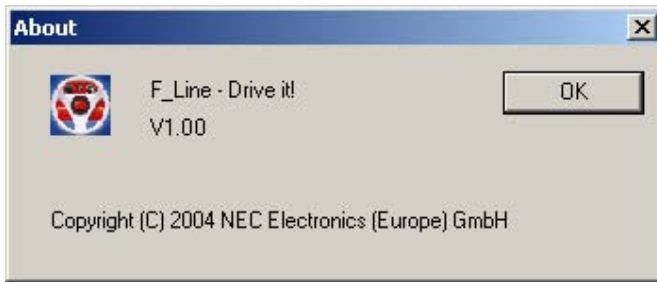 About
F_Line - Drive it!
OK
V1.00
Copyright (C) 2004 NEC Electronics (Europe) GmbH